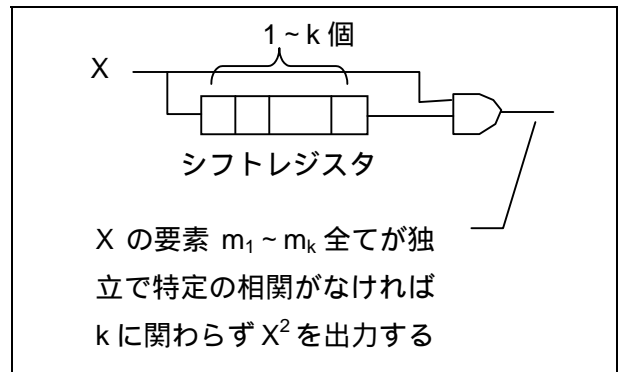 1~k 個
X
シフトレジスタ
X の要素 m₁~mₖ 全てが独
立で特定の相関がなければ
k に関わらず X² を出力する